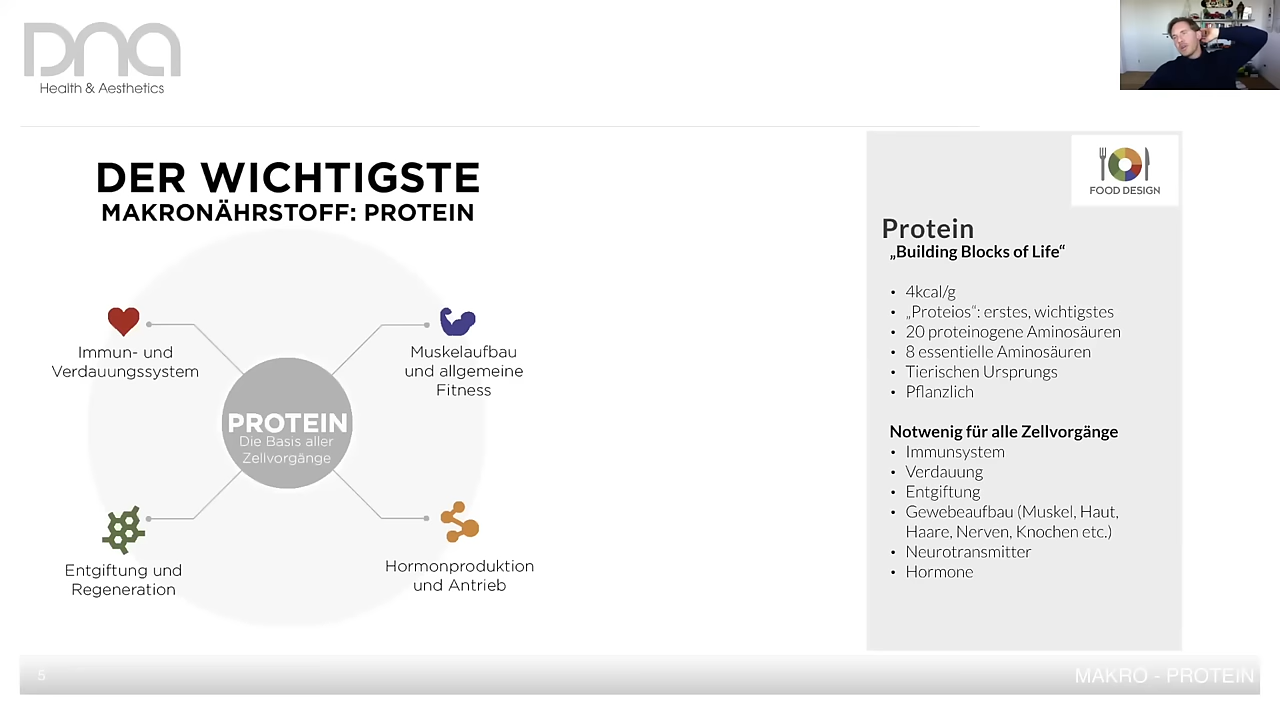 DNA
Health & Aesthetics
DER WICHTIGSTE
MAKRONÄHRSTOFF: PROTEIN
Immun- und
Verdauungssystem
Muskelaufbau
und allgemeine
Fitness
PROTEIN
Die Basis aller
Zellvorgänge
Entgiftung und
Regeneration
Hormonproduktion
und Antrieb
FOOD DESIGN
Protein
„Building Blocks of Life“
• 4kcal/g
• „Proteios“: erstes, wichtigstes
• 20 proteinogene Aminosäuren
• 8 essentielle Aminosäuren
• Tierischen Ursprungs
• Pflanzlich
Notwenig für alle Zellvorgänge
• Immunsystem
• Verdauung
• Entgiftung
• Gewebeaufbau (Muskel, Haut,
Haare, Nerven, Knochen etc.)
• Neurotransmitter
• Hormone
5
MAKRO - PROTEIN